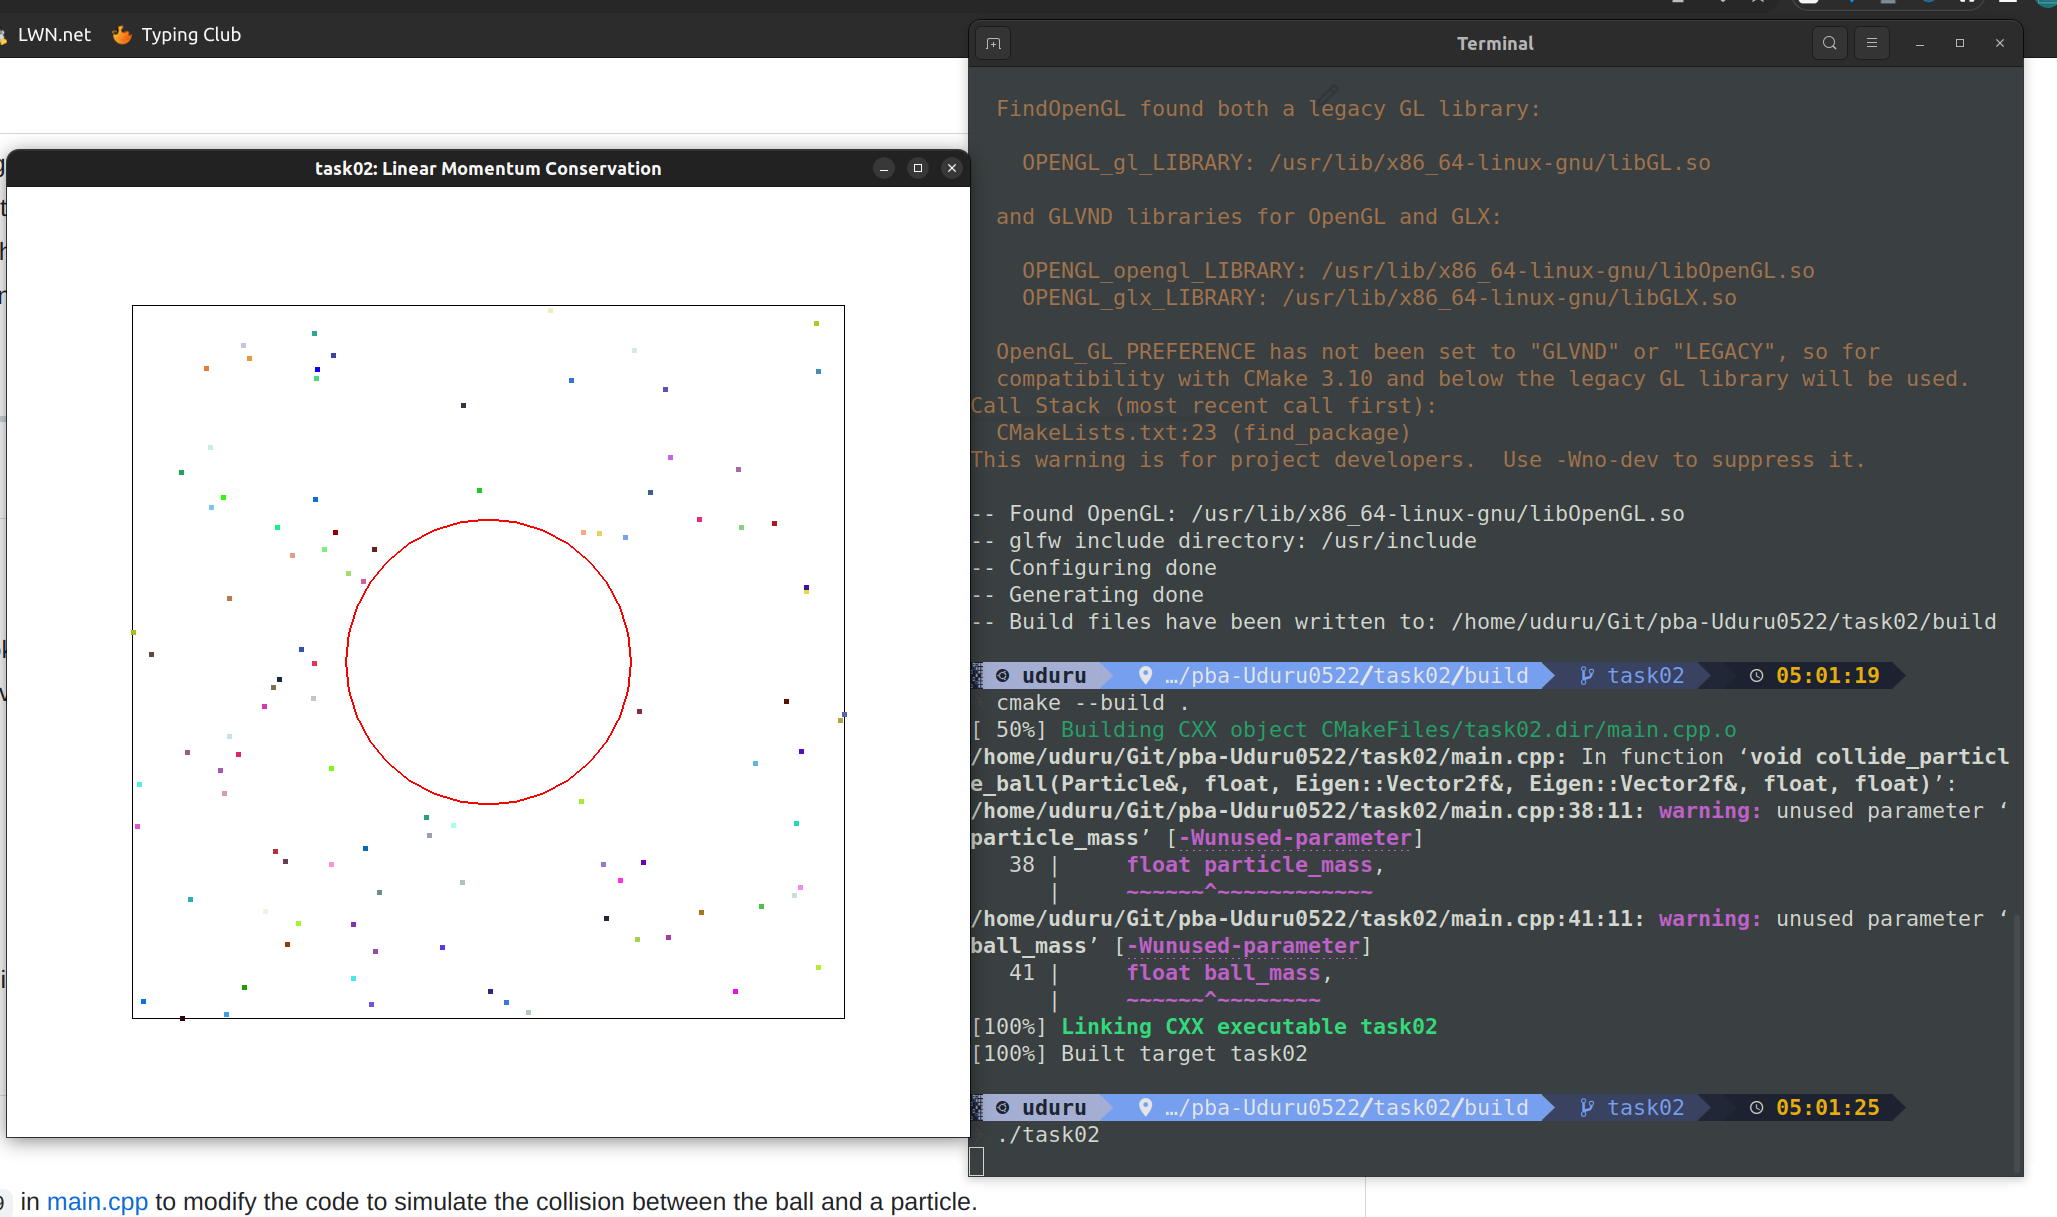 LWN.net
Typing Club
Terminal
FindOpenGL found both a legacy GL library:
OPENGL_gl_LIBRARY: /usr/lib/x86_64-linux-gnu/libGL.so
and GLVND libraries for OpenGL and GLX:
OPENGL_opengl_LIBRARY: /usr/lib/x86_64-linux-gnu/libOpenGL.so
OPENGL_glx_LIBRARY: /usr/lib/x86_64-linux-gnu/libGLX.so
OpenGL_GL_PREFERENCE has not been set to "GLVND" or "LEGACY", so for
compatibility with CMake 3.10 and below the legacy GL library will be used.
Call Stack (most recent call first):
CMakeLists.txt:23 (find_package)
This warning is for project developers.  Use -Wno-dev to suppress it.
-- Found OpenGL: /usr/lib/x86_64-linux-gnu/libOpenGL.so
-- glfw include directory: /usr/include
-- Configuring done
-- Generating done
-- Build files have been written to: /home/uduru/Git/pba-Uduru0522/task02/build
uduru …/pba-Uduru0522/task02/build task02 05:01:19
cmake --build .
[ 50%] Building CXX object CMakeFiles/task02.dir/main.cpp.o
/home/uduru/Git/pba-Uduru0522/task02/main.cpp: In function ‘void collide_particl
e_ball(Particle&, float, Eigen::Vector2f&, Eigen::Vector2f&, float, float)’:
/home/uduru/Git/pba-Uduru0522/task02/main.cpp:38:11: warning: unused parameter ‘
particle_mass’ [-Wunused-parameter]
38 |     float particle_mass,
|     ~~~~~~^~~~~~~~~~~~~
/home/uduru/Git/pba-Uduru0522/task02/main.cpp:41:11: warning: unused parameter ‘
ball_mass’ [-Wunused-parameter]
41 |     float ball_mass,
|     ~~~~~~^~~~~~~~~
[100%] Linking CXX executable task02
[100%] Built target task02
uduru …/pba-Uduru0522/task02/build task02 05:01:25
./task02
task02: Linear Momentum Conservation
in main.cpp to modify the code to simulate the collision between the ball and a particle.